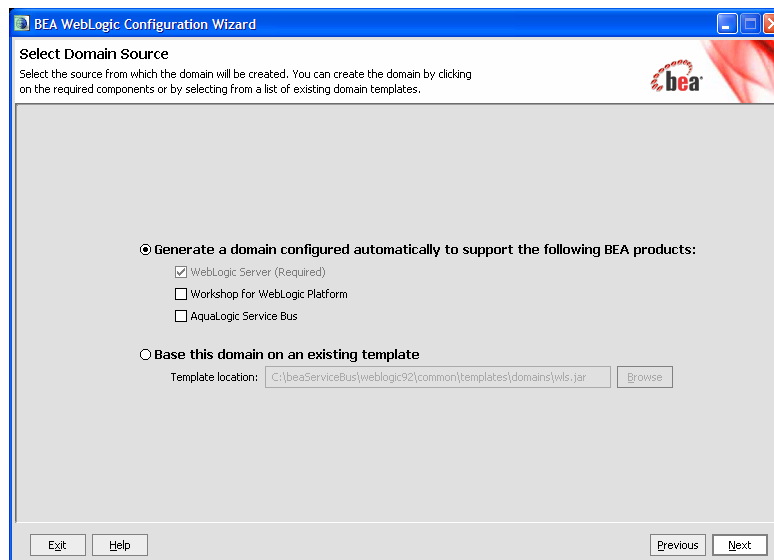 BEA WebLogic Configuration Wizard
Select Domain Source
Select the source from which the domain will be created. You can create the domain by clicking
on the required components or by selecting from a list of existing domain templates.
bea
Generate a domain configured automatically to support the following BEA products:
WebLogic Server (Required)
Workshop for WebLogic Platform
AquaLogic Service Bus
Base this domain on an existing template
Template location: C:\beaServiceBus\weblogic92\common\templates\domains\wls.jar Browse
Exit Help Previous Next